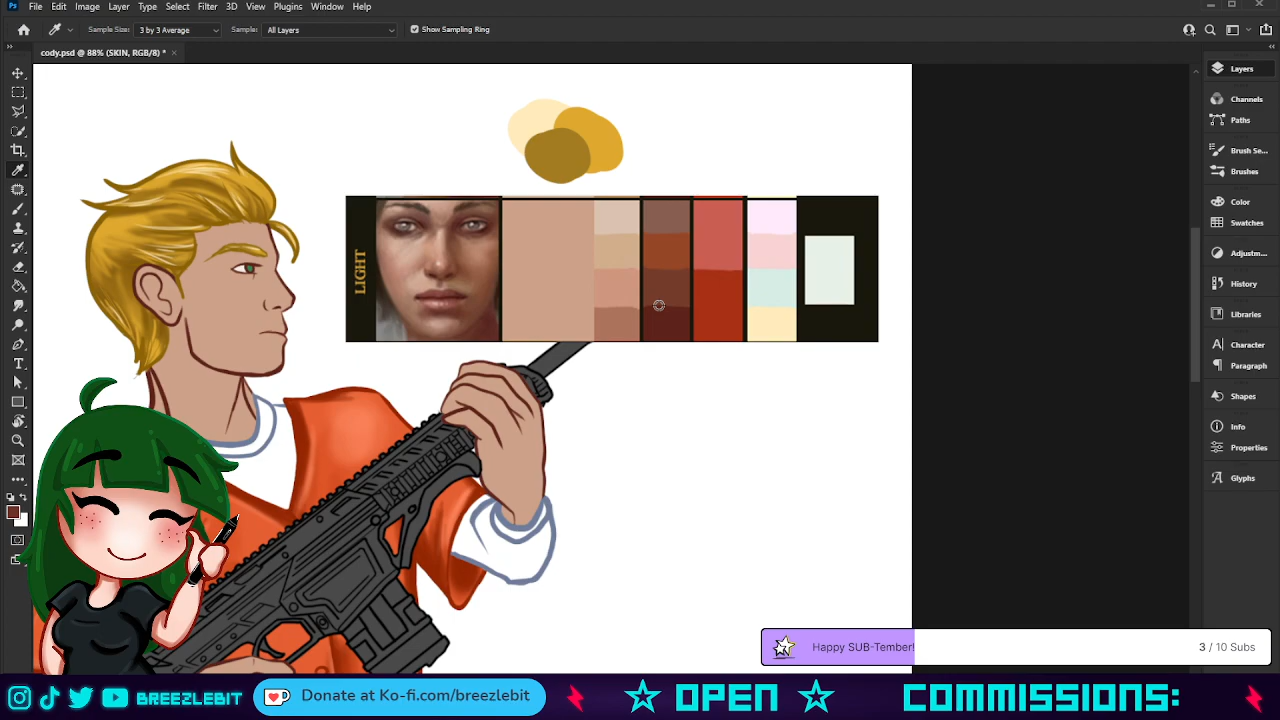 Ps File Edit Image Layer Type Select Filter 3D View Plugins Window Help
Sample Size: 3 by 3 Average Sample: All Layers Show Sampling Ring
cody.psd @ 88% (SKIN, RGB/8) * ×
Layers
Channels
Paths
Brush Se...
Brushes
Color
Swatches
Adjustm...
History
Libraries
Character
Paragraph
Shapes
Info
Properties
Glyphs
LIGHT
Happy SUB-Tember! 3 / 10 Subs
BREEZLEBIT Donate at Ko-fi.com/breezlebit OPEN COMMISSIONS: